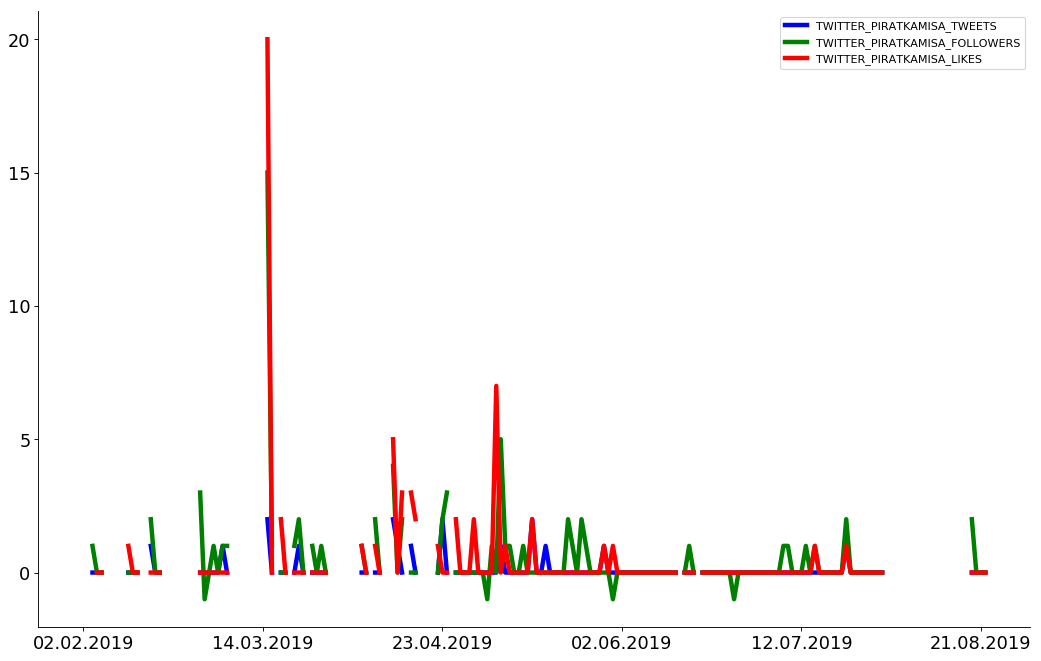 TWITTER_PIRATKAMISA_TWEETS
TWITTER_PIRATKAMISA_FOLLOWERS
TWITTER_PIRATKAMISA_LIKES
20
15
10
5
0
02.02.2019 14.03.2019 23.04.2019 02.06.2019 12.07.2019 21.08.2019